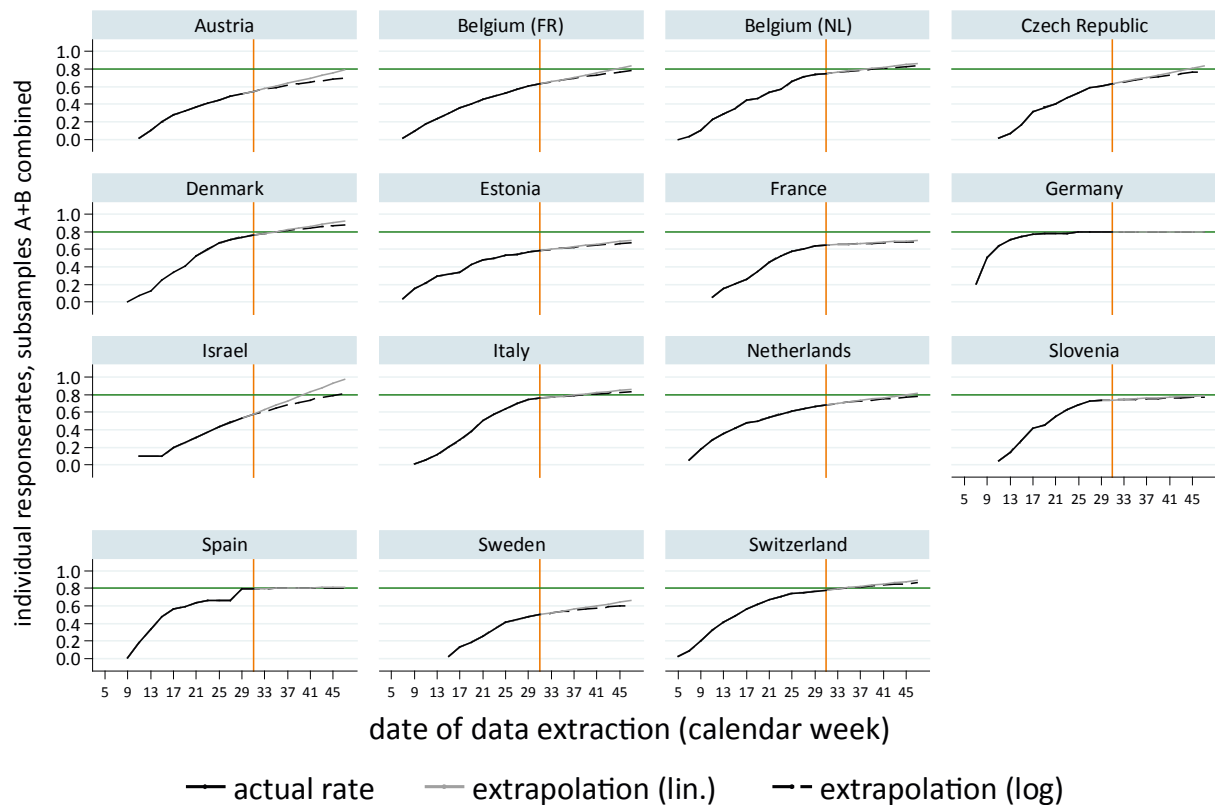 Austria Belgium (FR) Belgium (NL) Czech Republic
1.0
0.8
0.6
0.4
0.2
0.0
Denmark Estonia France Germany
1.0
0.8
0.6
0.4
0.2
0.0
Israel Italy Netherlands Slovenia
1.0
0.8
0.6
0.4
0.2
0.0
5 9 13 17 21 25 29 33 37 41 45
Spain Sweden Switzerland
1.0
0.8
0.6
0.4
0.2
0.0
5 9 13 17 21 25 29 33 37 41 45 5 9 13 17 21 25 29 33 37 41 45 5 9 13 17 21 25 29 33 37 41 45
individual responserates, subsamples A+B combined
date of data extraction (calendar week)
actual rate extrapolation (lin.) extrapolation (log)